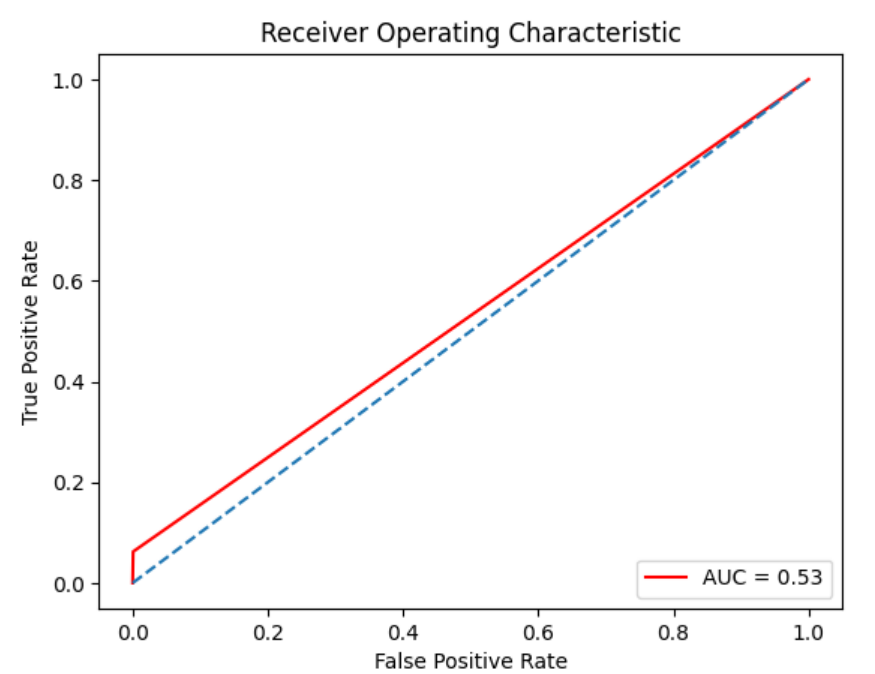 Receiver Operating Characteristic
True Positive Rate
1.0
0.8
0.6
0.4
0.2
0.0
AUC = 0.53
0.0 0.2 0.4 0.6 0.8 1.0
False Positive Rate